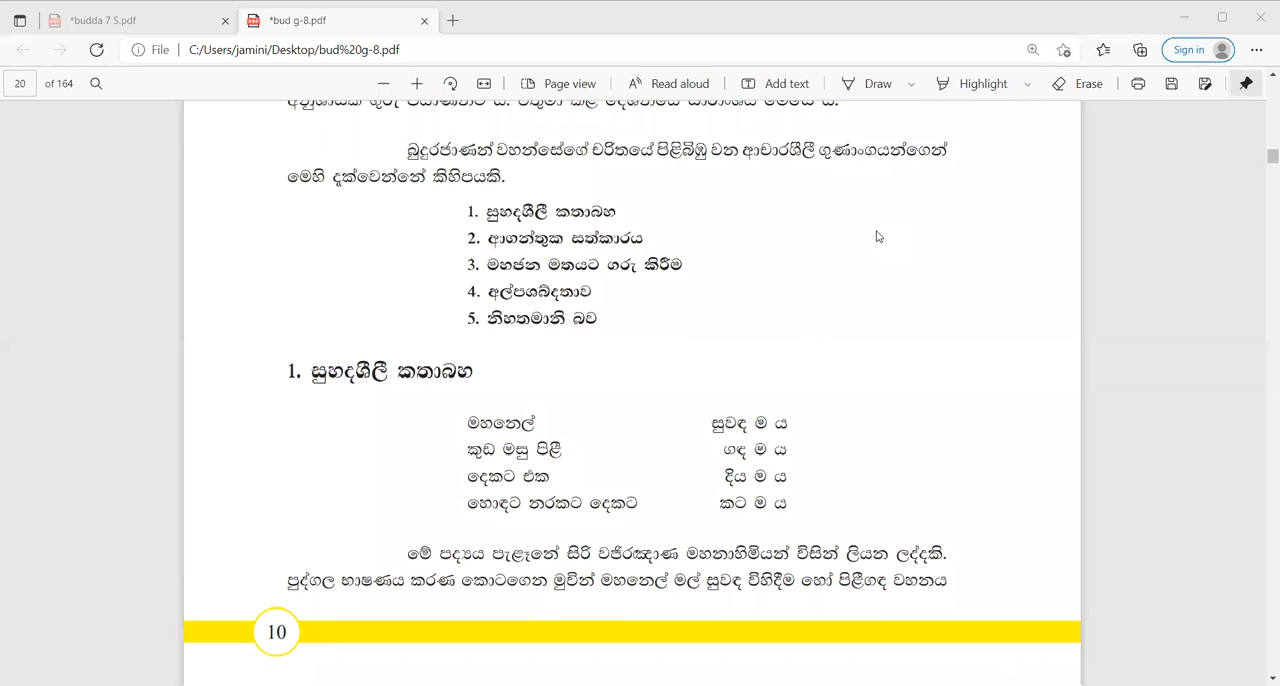 *budda 7 S.pdf
*bud g-8.pdf
File
C:/Users/jamini/Desktop/bud%20g-8.pdf
Sign in
20 of 164
Page view
Read aloud
Add text
Draw
Highlight
Erase
බුදුරජාණන් වහන්සේගේ චරිතයේ පිළිබිඹු වන ආචාරශීලී ගුණාංගයන්ගෙන්
මෙහි දැක්වෙන්නේ කිහිපයකි.
1. සුහදශීලී කතාබහ
2. ආගන්තුක සත්කාරය
3. මහජන මතයට ගරු කිරීම
4. අල්පශබ්දතාව
5. නිහතමානි බව
1. සුහදශීලී කතාබහ
මහනෙල් සුවඳ ම ය
කුඩ මසු පිළී ගඳ ම ය
දෙකට එක දිය ම ය
හොඳට නරකට දෙකට කට ම ය
මේ පද්‍යය පැළෑනේ සිරි වජිරඤාණ මහනාහිමියන් විසින් ලියන ලද්දකි.
පුද්ගල භාෂණය කරණ කොටගෙන මුවින් මහනෙල් මල් සුවඳ විහිදීම හෝ පිළීගඳ වහනය
10